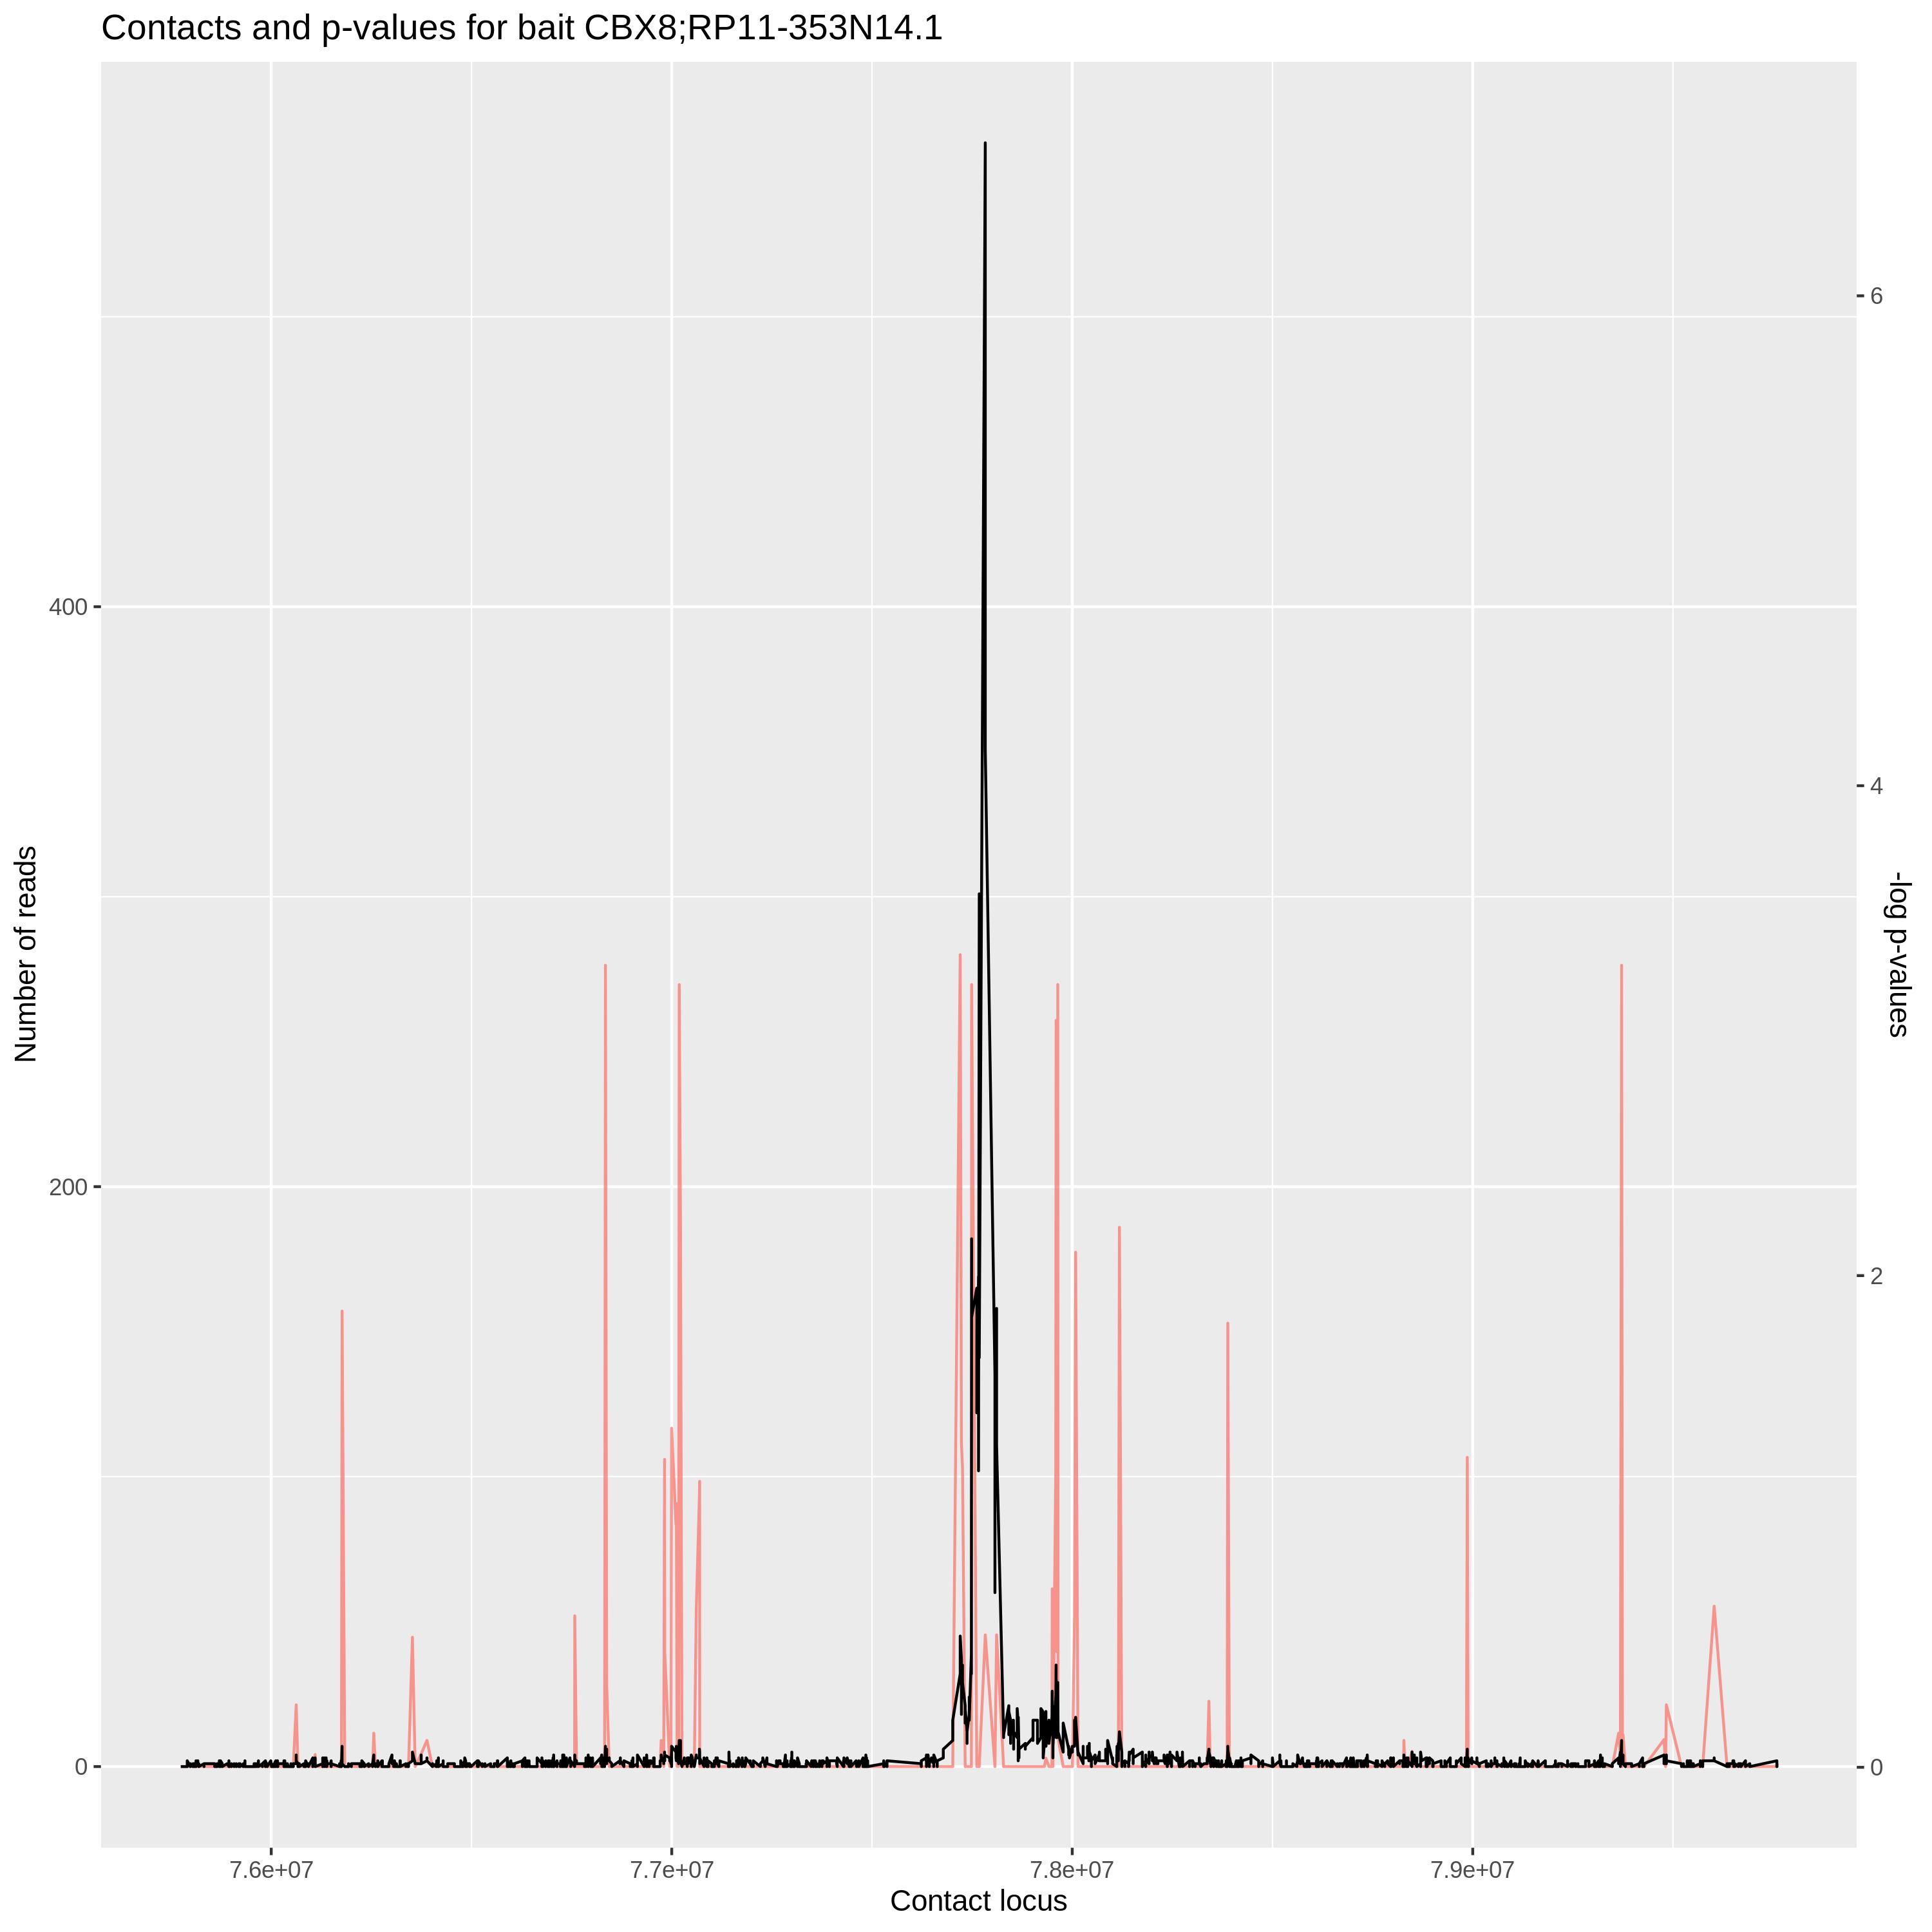 Contacts and p-values for bait CBX8;RP11-353N14.1
6
400
4
Number of reads
-log p-values
200
2
0
0
7.6e+07
7.7e+07
7.8e+07
7.9e+07
Contact locus